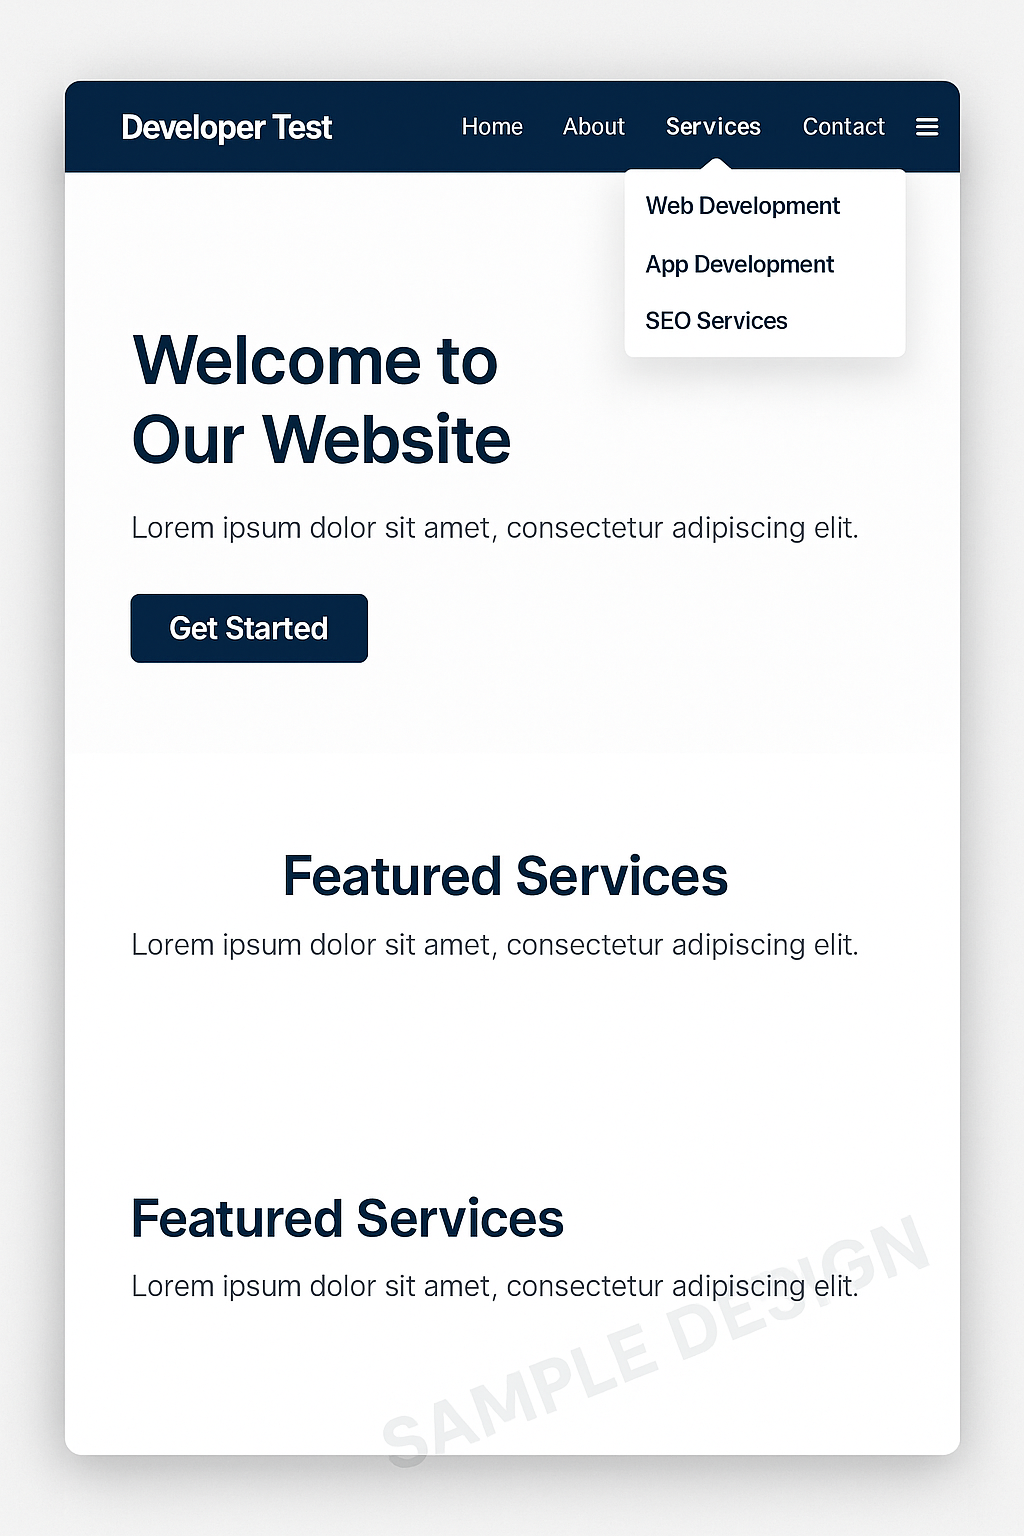 Developer Test
Home About Services Contact
Web Development
App Development
SEO Services
Welcome to
Our Website
Lorem ipsum dolor sit amet, consectetur adipiscing elit.
Get Started
Featured Services
Lorem ipsum dolor sit amet, consectetur adipiscing elit.
Featured Services
Lorem ipsum dolor sit amet, consectetur adipiscing elit.
SAMPLE DESIGN